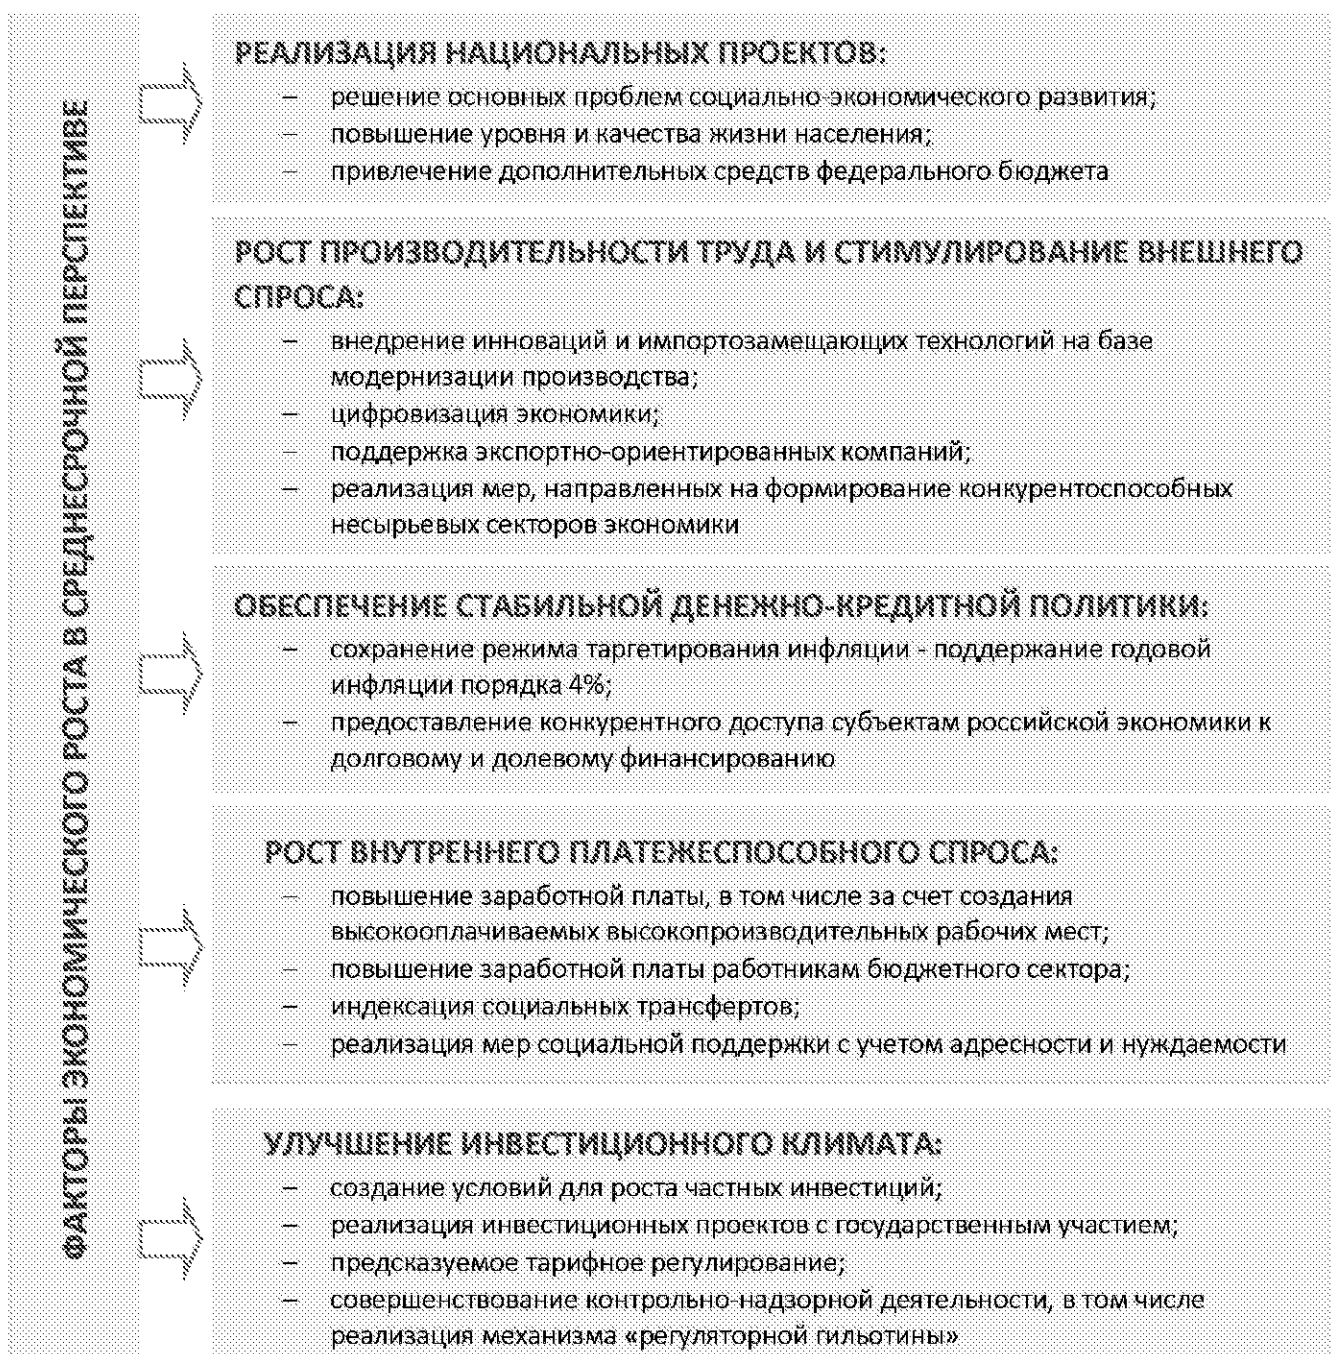 ФАКТОРЫ ЭКОНОМИЧЕСКОГО РОСТА В СРЕДНЕСРОЧНОЙ ПЕРСПЕКТИВЕ
РЕАЛИЗАЦИЯ НАЦИОНАЛЬНЫХ ПРОЕКТОВ:
– решение основных проблем социально-экономического развития;
– повышение уровня и качества жизни населения;
– привлечение дополнительных средств федерального бюджета
РОСТ ПРОИЗВОДИТЕЛЬНОСТИ ТРУДА И СТИМУЛИРОВАНИЕ ВНЕШНЕГО
СПРОСА:
– внедрение инноваций и импортозамещающих технологий на базе
модернизации производства;
– цифровизация экономики;
– поддержка экспортно-ориентированных компаний;
– реализация мер, направленных на формирование конкурентоспособных
несырьевых секторов экономики
ОБЕСПЕЧЕНИЕ СТАБИЛЬНОЙ ДЕНЕЖНО-КРЕДИТНОЙ ПОЛИТИКИ:
– сохранение режима таргетирования инфляции - поддержание годовой
инфляции порядка 4%;
– предоставление конкурентного доступа субъектам российской экономики к
долговому и долевому финансированию
РОСТ ВНУТРЕННЕГО ПЛАТЕЖЕСПОСОБНОГО СПРОСА:
– повышение заработной платы, в том числе за счет создания
высокооплачиваемых высокопроизводительных рабочих мест;
– повышение заработной платы работникам бюджетного сектора;
– индексация социальных трансфертов;
– реализация мер социальной поддержки с учетом адресности и нуждаемости
УЛУЧШЕНИЕ ИНВЕСТИЦИОННОГО КЛИМАТА:
– создание условий для роста частных инвестиций;
– реализация инвестиционных проектов с государственным участием;
– предсказуемое тарифное регулирование;
– совершенствование контрольно-надзорной деятельности, в том числе
реализация механизма «регуляторной гильотины»